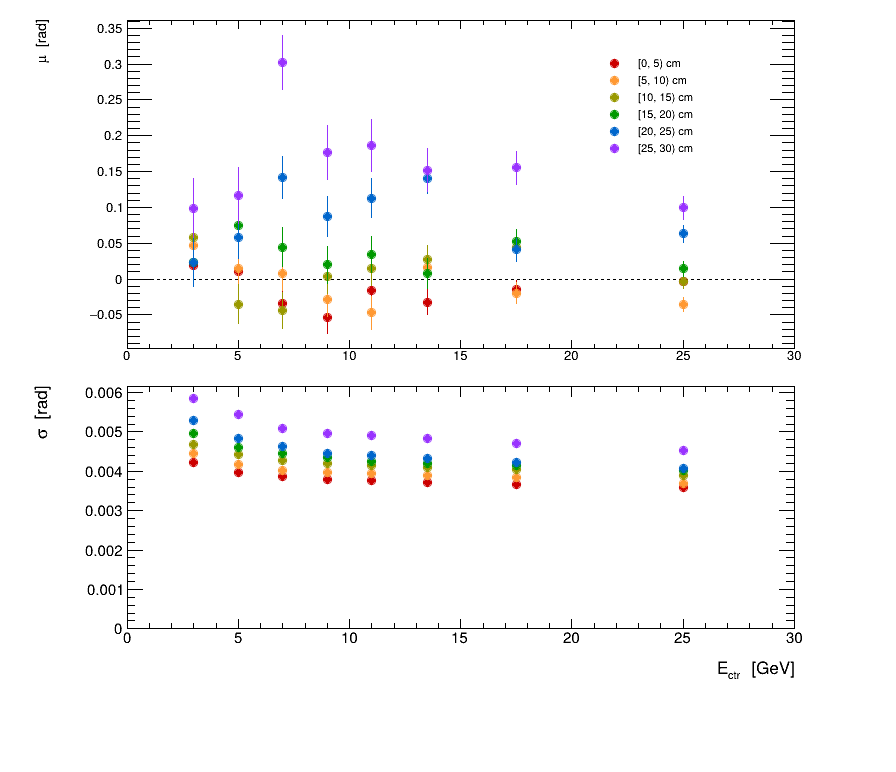 μ [rad]
0.35
0.3
0.25
0.2
0.15
0.1
0.05
0
−0.05
[0, 5) cm
[5, 10) cm
[10, 15) cm
[15, 20) cm
[20, 25) cm
[25, 30) cm
0 5 10 15 20 25 30
σ [rad]
0.006
0.005
0.004
0.003
0.002
0.001
0
0 5 10 15 20 25 30
E_ctr [GeV]